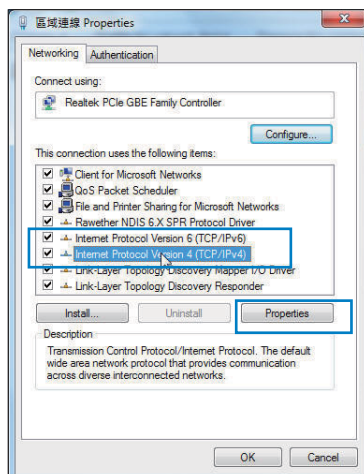 區域連線 Properties
Networking Authentication
Connect using:
Realtek PCIe GBE Family Controller
Configure...
This connection uses the following items:
Client for Microsoft Networks
QoS Packet Scheduler
File and Printer Sharing for Microsoft Networks
Rawether NDIS 6.X SPR Protocol Driver
Internet Protocol Version 6 (TCP/IPv6)
Internet Protocol Version 4 (TCP/IPv4)
Link-Layer Topology Discovery Mapper I/O Driver
Link-Layer Topology Discovery Responder
Install... Uninstall Properties
Description
Transmission Control Protocol/Internet Protocol. The default
wide area network protocol that provides communication
across diverse interconnected networks.
OK Cancel